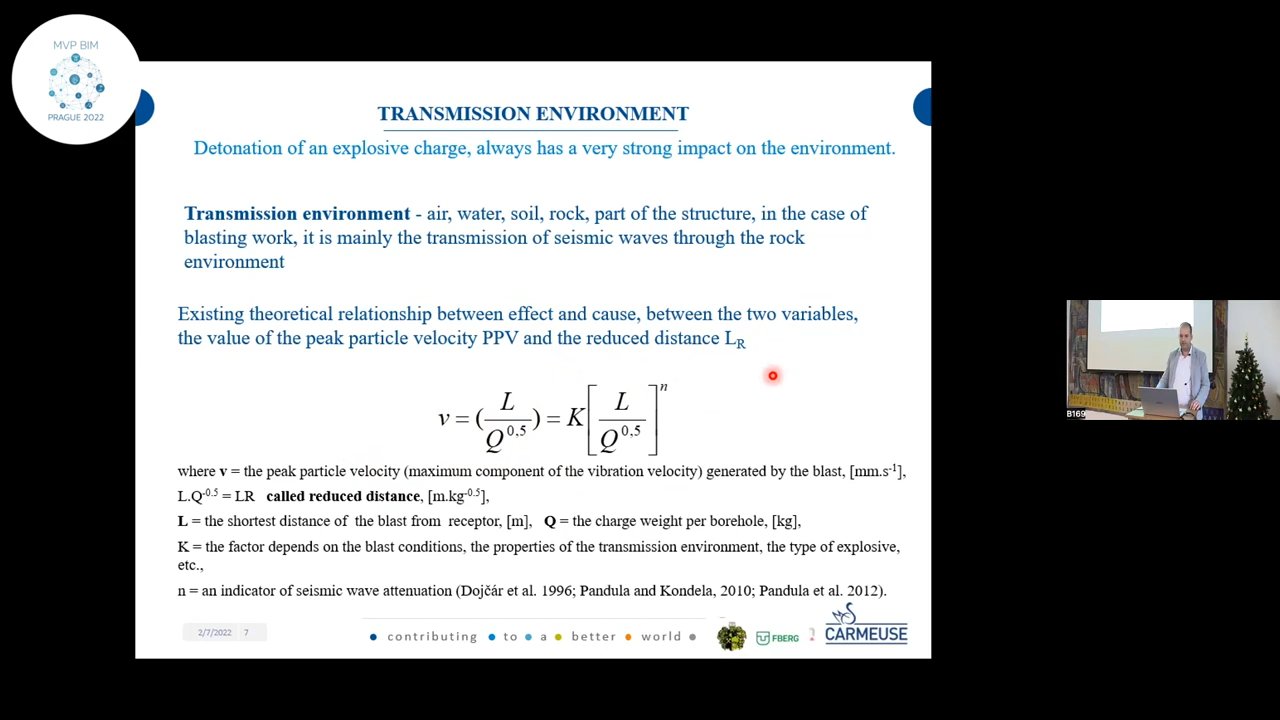 MVP BIM
PRAGUE 2022
TRANSMISSION ENVIRONMENT
Detonation of an explosive charge, always has a very strong impact on the environment.
Transmission environment - air, water, soil, rock, part of the structure, in the case of
blasting work, it is mainly the transmission of seismic waves through the rock
environment
Existing theoretical relationship between effect and cause, between the two variables,
the value of the peak particle velocity PPV and the reduced distance L_R
v = (L/Q^0,5) = K[L/Q^0,5]^n
where v = the peak particle velocity (maximum component of the vibration velocity) generated by the blast, [mm.s^-1],
L.Q^-0.5 = LR called reduced distance, [m.kg^-0.5],
L = the shortest distance of the blast from receptor, [m], Q = the charge weight per borehole, [kg],
K = the factor depends on the blast conditions, the properties of the transmission environment, the type of explosive,
etc.,
n = an indicator of seismic wave attenuation (Dojčár et al. 1996; Pandula and Kondela, 2010; Pandula et al. 2012).
2/7/2022 7
contributing to a better world
FBERG
CARMEUSE
B169